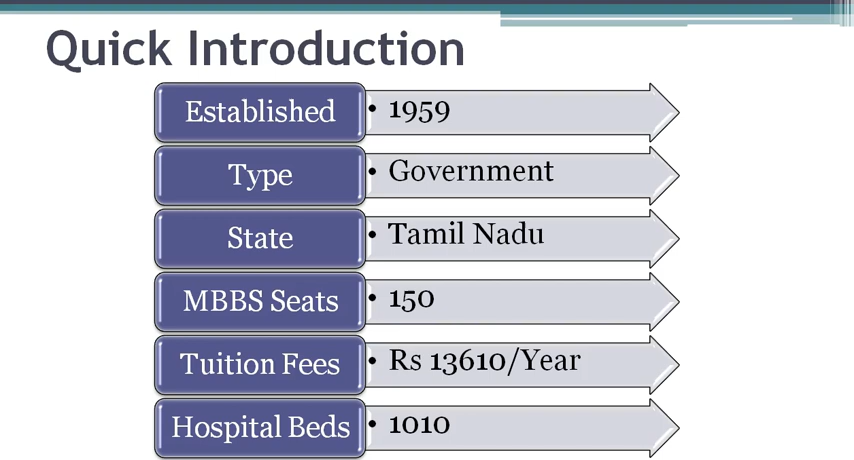 Quick Introduction
Established • 1959
Type • Government
State • Tamil Nadu
MBBS Seats • 150
Tuition Fees • Rs 13610/Year
Hospital Beds • 1010